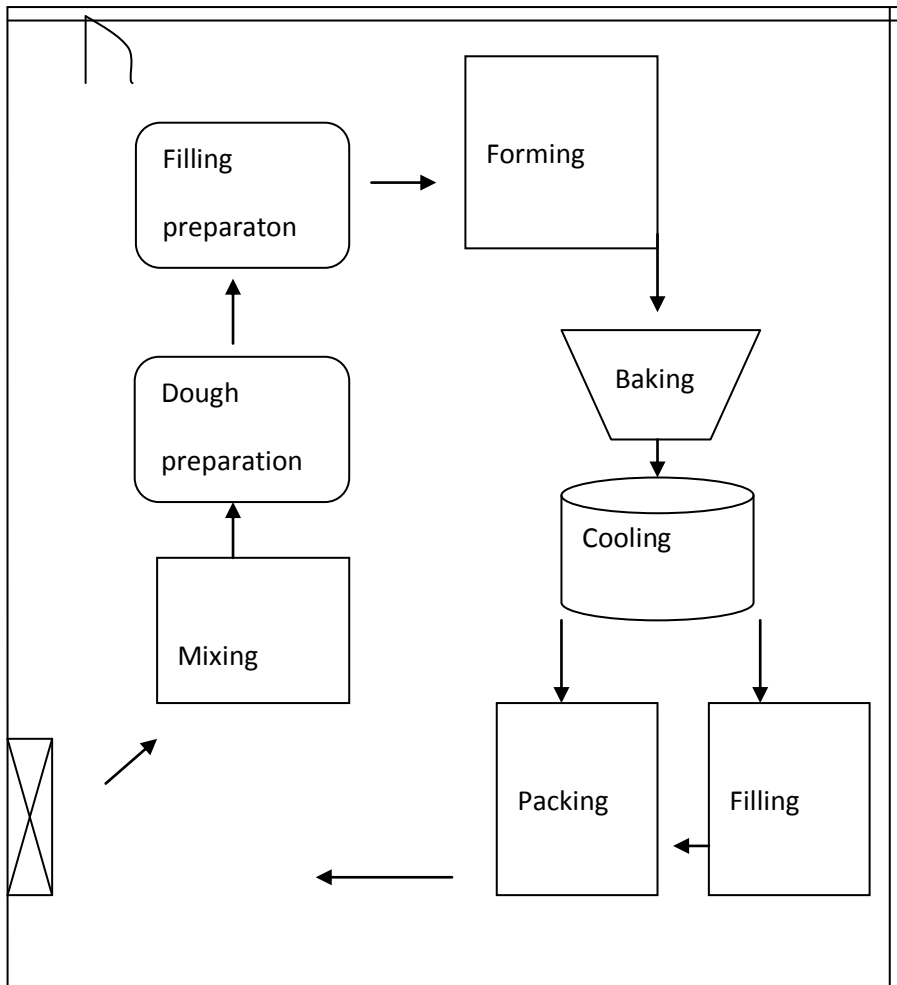 Filling
preparaton
Forming
Baking
Dough
preparation
Cooling
Mixing
Packing
Filling